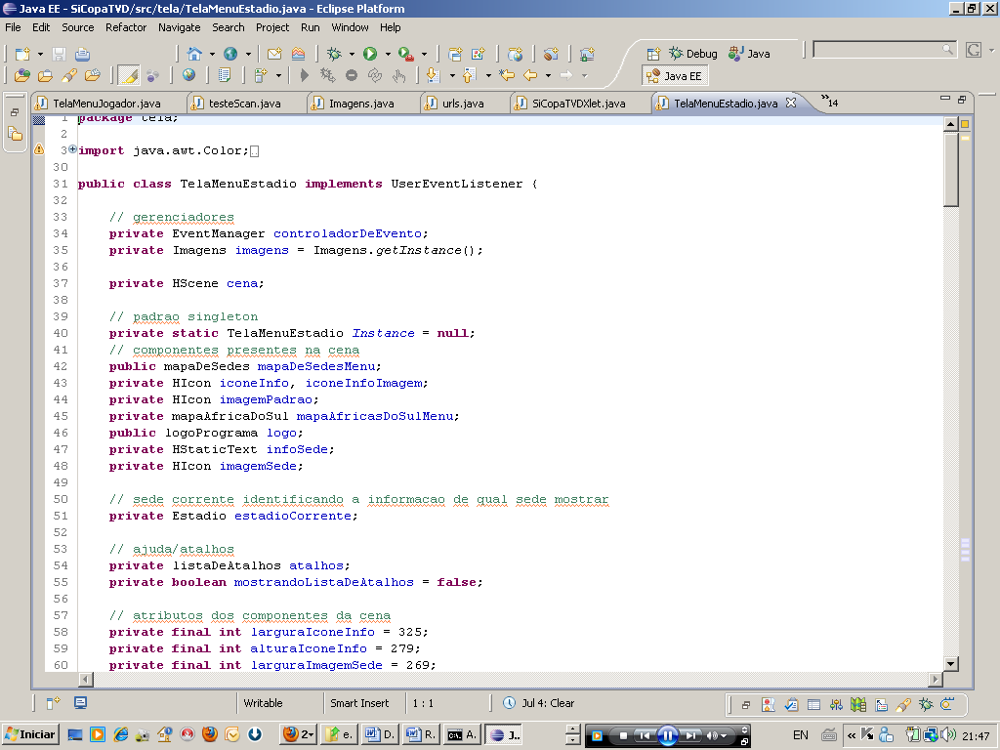 Java EE - SiCopaTVD/src/tela/TelaMenuEstadio.java - Eclipse Platform
File Edit Source Refactor Navigate Search Project Run Window Help
Debug Java
Java EE
TelaMenuJogador.java testeScan.java Imagens.java urls.java SiCopaTVDXlet.java TelaMenuEstadio.java »14
1 package tela;
2
3 import java.awt.Color;
30
31 public class TelaMenuEstadio implements UserEventListener {
32
33 // gerenciadores
34 private EventManager controladorDeEvento;
35 private Imagens imagens = Imagens.getInstance();
36
37 private HScene cena;
38
39 // padrao singleton
40 private static TelaMenuEstadio Instance = null;
41 // componentes presentes na cena
42 public mapaDeSedes mapaDeSedesMenu;
43 private HIcon iconeInfo, iconeInfoImagem;
44 private HIcon imagemPadrao;
45 private mapaAfricaDoSul mapaAfricasDoSulMenu;
46 public logoPrograma logo;
47 private HStaticText infoSede;
48 private HIcon imagemSede;
49
50 // sede corrente identificando a informacao de qual sede mostrar
51 private Estadio estadioCorrente;
52
53 // ajuda/atalhos
54 private listaDeAtalhos atalhos;
55 private boolean mostrandoListaDeAtalhos = false;
56
57 // atributos dos componentes da cena
58 private final int larguraIconeInfo = 325;
59 private final int alturaIconeInfo = 279;
60 private final int larguraImagemSede = 269;
Writable Smart Insert 1 : 1 Jul 4: Clear
Iniciar 2 e. D. R. A. J.. EN « 21:47